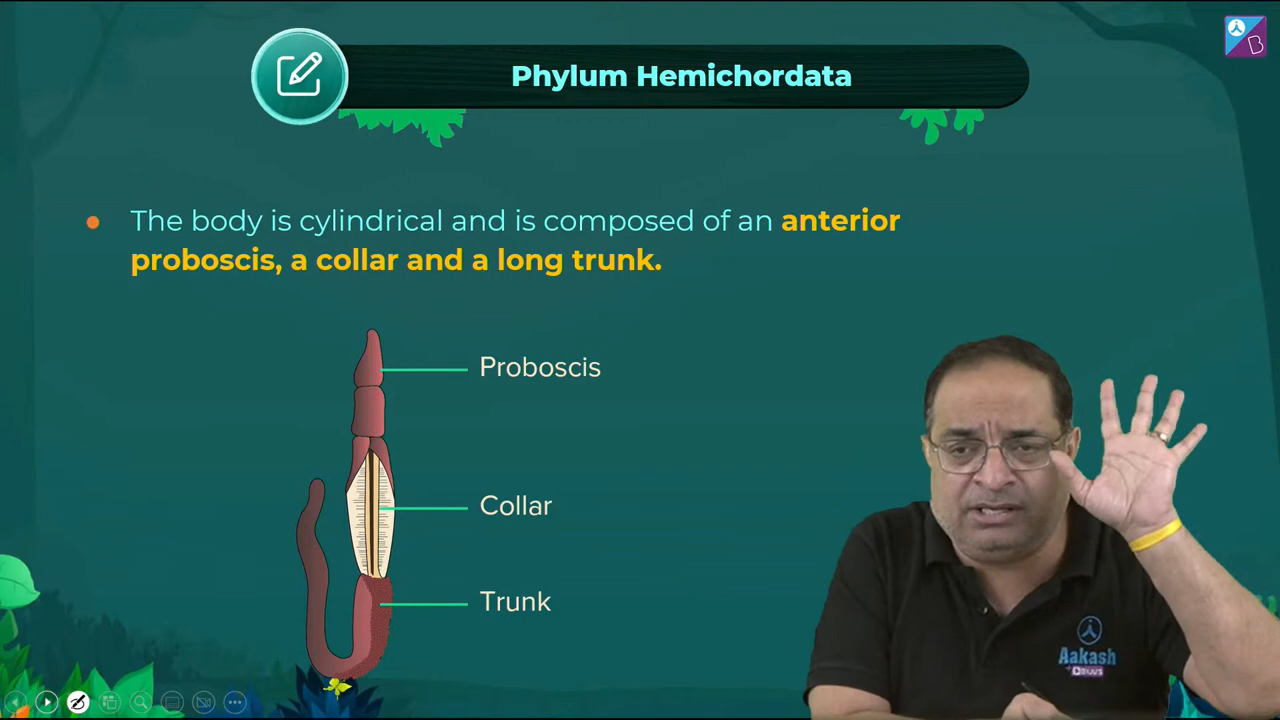 Phylum Hemichordata
The body is cylindrical and is composed of an anterior
proboscis, a collar and a long trunk.
Proboscis
Collar
Trunk
Aakash
BYJU'S
B